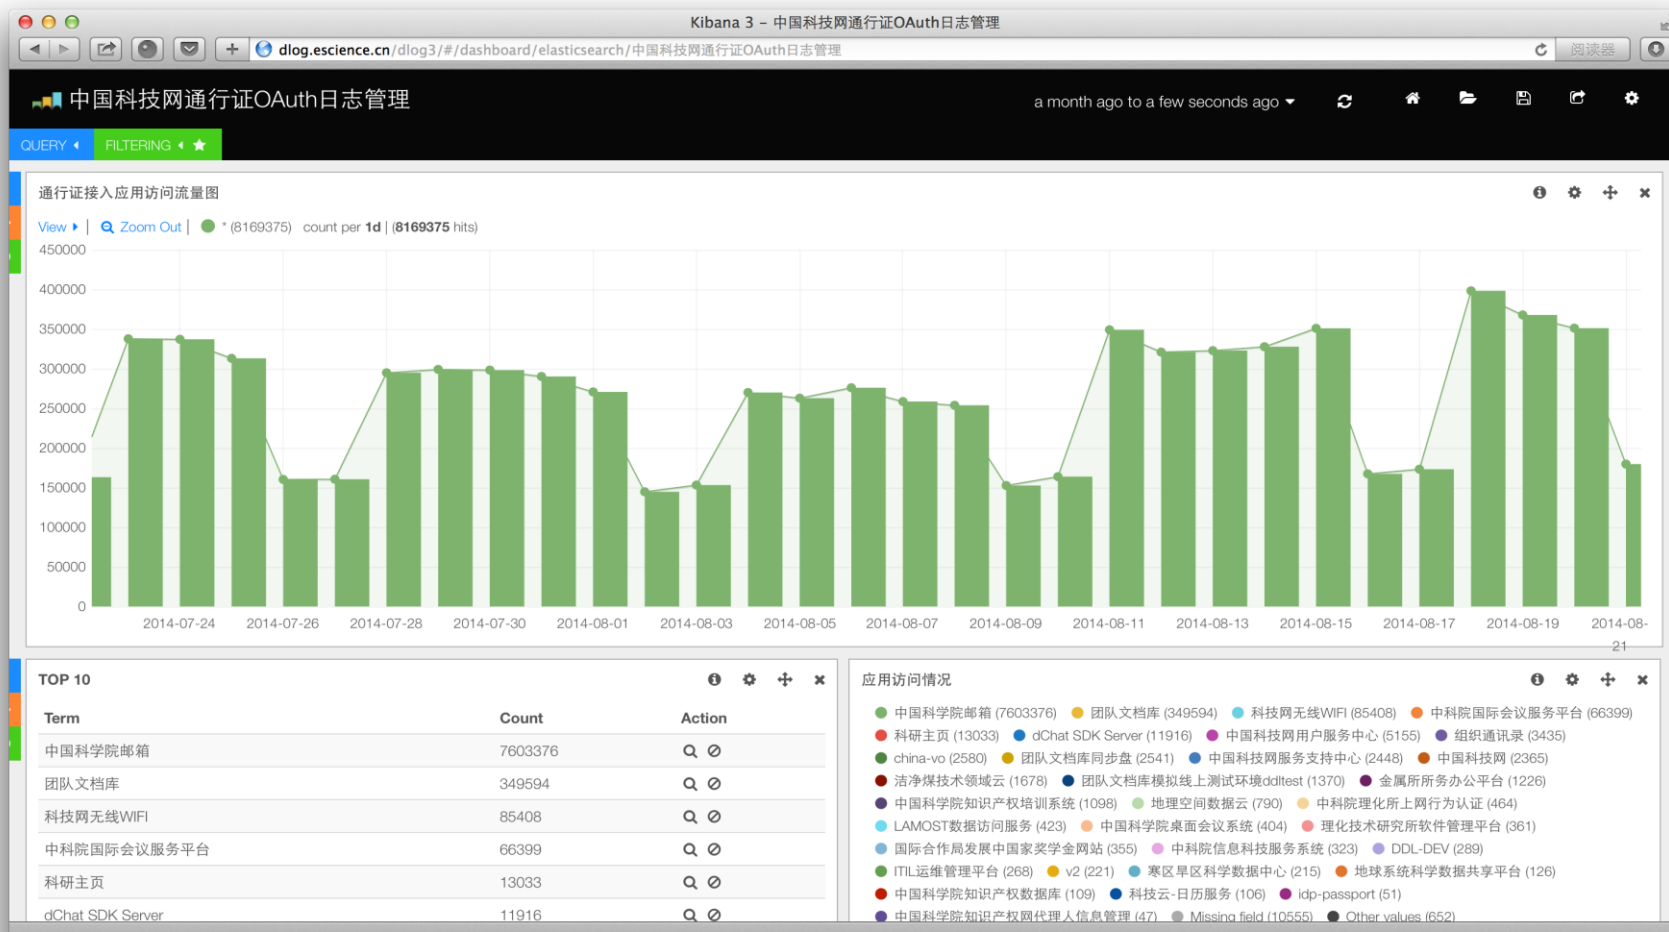 Kibana 3 – 中国科技网通行证OAuth日志管理
dlog.escience.cn/dlog3/#/dashboard/elasticsearch/中国科技网通行证OAuth日志管理
阅读器
中国科技网通行证OAuth日志管理
a month ago to a few seconds ago
QUERY FILTERING
通行证接入应用访问流量图
View | Zoom Out | * (8169375) count per 1d | (8169375 hits)
450000
400000
350000
300000
250000
200000
150000
100000
50000
0
2014-07-24 2014-07-26 2014-07-28 2014-07-30 2014-08-01 2014-08-03 2014-08-05 2014-08-07 2014-08-09 2014-08-11 2014-08-13 2014-08-15 2014-08-17 2014-08-19 2014-08-
21
TOP 10
Term Count Action
中国科学院邮箱 7603376
团队文档库 349594
科技网无线WIFI 85408
中科院国际会议服务平台 66399
科研主页 13033
dChat SDK Server 11916
应用访问情况
中国科学院邮箱 (7603376) 团队文档库 (349594) 科技网无线WIFI (85408) 中科院国际会议服务平台 (66399)
科研主页 (13033) dChat SDK Server (11916) 中国科技网用户服务中心 (5155) 组织通讯录 (3435)
china-vo (2580) 团队文档库同步盘 (2541) 中国科技网服务支持中心 (2448) 中国科技网 (2365)
洁净煤技术领域云 (1678) 团队文档库模拟线上测试环境ddltest (1370) 金属所所务办公平台 (1226)
中国科学院知识产权培训系统 (1098) 地理空间数据云 (790) 中科院理化所上网行为认证 (464)
LAMOST数据访问服务 (423) 中国科学院桌面会议系统 (404) 理化技术研究所软件管理平台 (361)
国际合作局发展中国家奖学金网站 (355) 中科院信息科技服务系统 (323) DDL-DEV (289)
ITIL运维管理平台 (268) v2 (221) 寒区旱区科学数据中心 (215) 地球系统科学数据共享平台 (126)
中国科学院知识产权数据库 (109) 科技云-日历服务 (106) idp-passport (51)
中国科学院知识产权网代理人信息管理 (47) Missing field (10555) Other values (652)